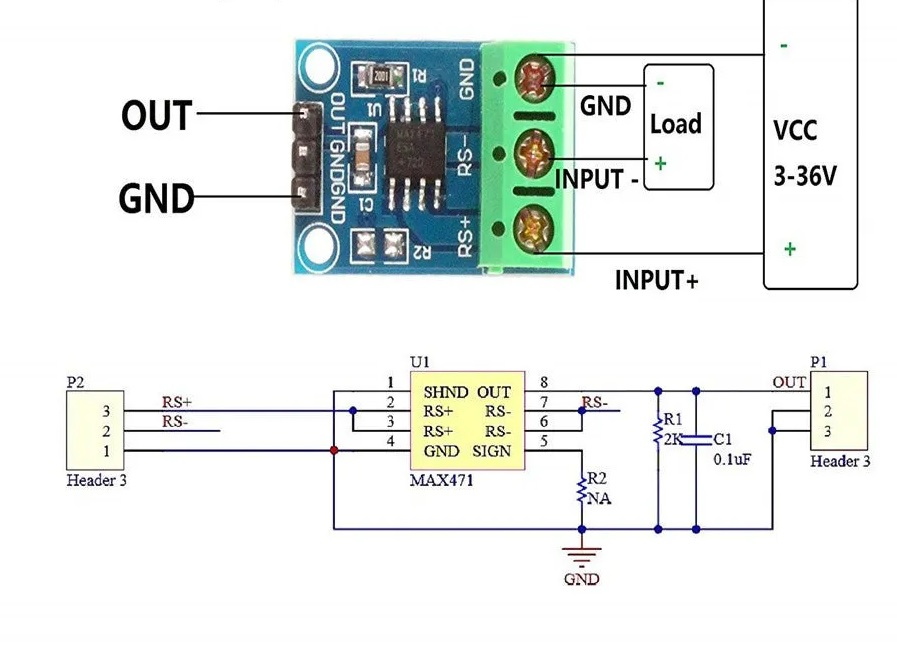 OUT
GND
2001
R1
U1
OUT GND GND
C1
R2
GND
RS-
RS+
GND
INPUT -
INPUT+
-
Load
+
-
VCC
3-36V
+
P2
3
2
1
Header 3
RS+
RS-
U1
1
2
3
4
SHND OUT
RS+ RS-
RS+ RS-
GND SIGN
8
7
6
5
MAX471
RS-
R2
NA
GND
R1
2K
C1
0.1uF
OUT
P1
1
2
3
Header 3